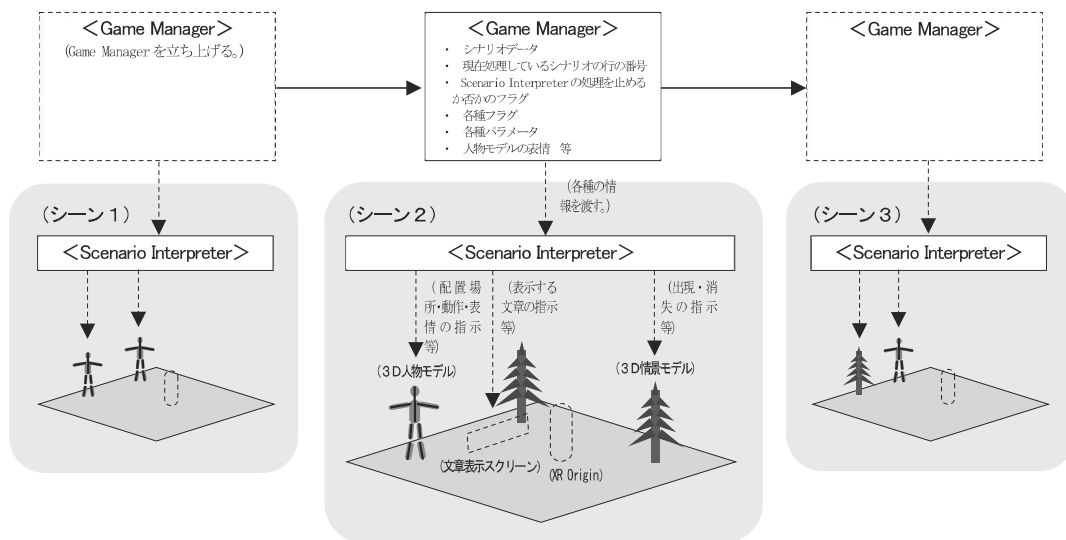 ＜Game Manager＞
(Game Manager を立ち上げる。)
＜Game Manager＞
・ シナリオデータ
・ 現在処理しているシナリオの行の番号
・ Scenario Interpreter の処理を止める
か否かのフラグ
・ 各種フラグ
・ 各種パラメータ
・ 人物モデルの表情 等
＜Game Manager＞
(各種の情
報を渡す。)
(シーン１)
＜Scenario Interpreter＞
(シーン２)
＜Scenario Interpreter＞
(配置場
所・動作・表
情の指示
等)
(表示する
文章の指示
等)
(出現・消
失の指示
等)
(３Ｄ人物モデル)
(３Ｄ情景モデル)
(文章表示スクリーン)
(XR Origin)
(シーン３)
＜Scenario Interpreter＞